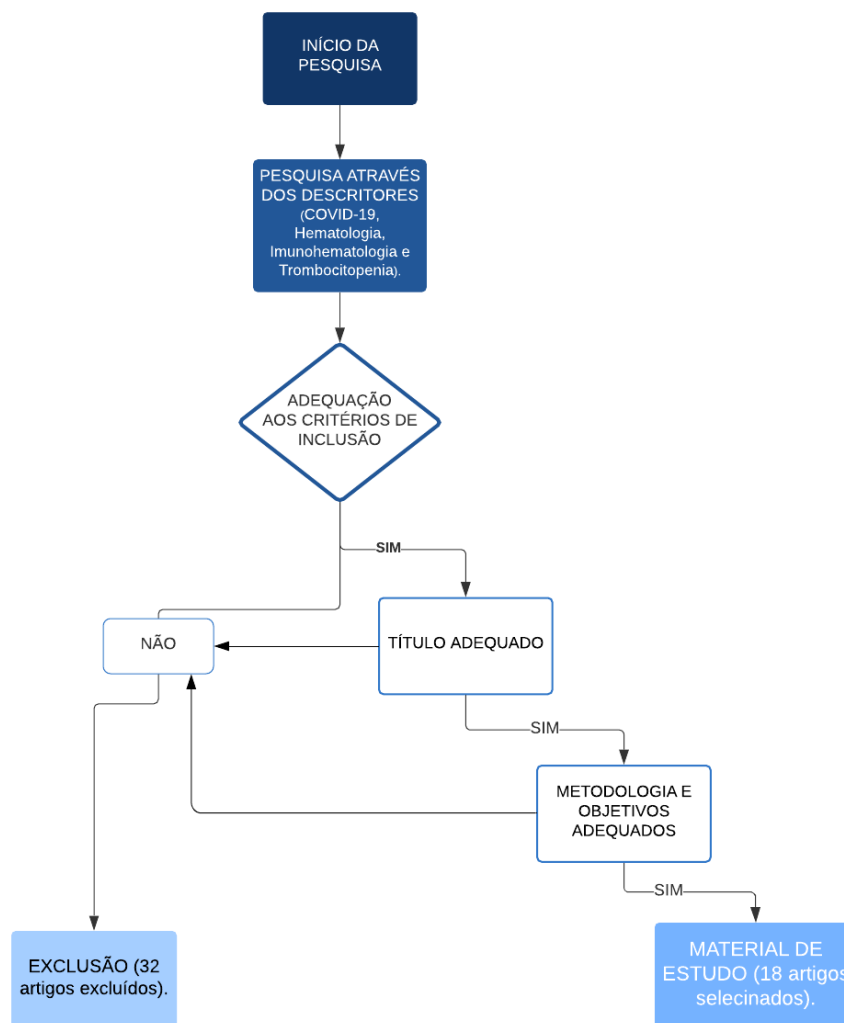 INÍCIO DA
PESQUISA
PESQUISA ATRAVÉS
DOS DESCRITORES
(COVID-19,
Hematologia,
Imunohematologia e
Trombocitopenia).
ADEQUAÇÃO
AOS CRITÉRIOS DE
INCLUSÃO
SIM
NÃO
TÍTULO ADEQUADO
SIM
METODOLOGIA E
OBJETIVOS
ADEQUADOS
SIM
EXCLUSÃO (32
artigos excluídos).
MATERIAL DE
ESTUDO (18 artigos
selecinados).